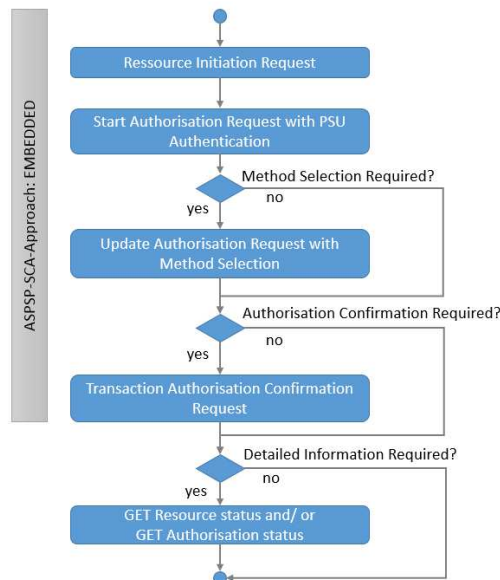 ASPSP-SCA-Approach: EMBEDDED
Ressource Initiation Request
Start Authorisation Request with PSU
Authentication
Method Selection Required?
yes
no
Update Authorisation Request with
Method Selection
Authorisation Confirmation Required?
yes
no
Transaction Authorisation Confirmation
Request
Detailed Information Required?
yes
no
GET Resource status and/ or
GET Authorisation status